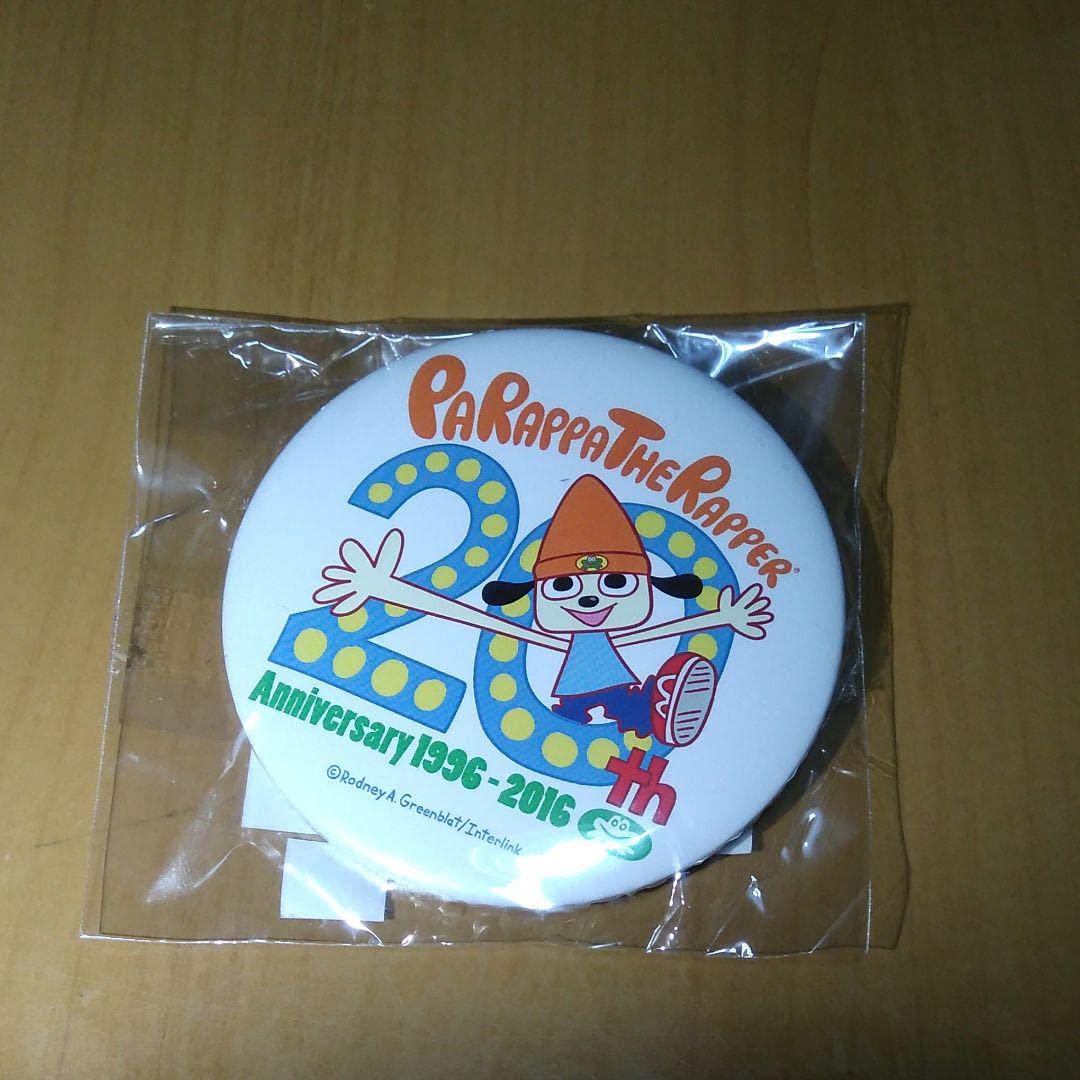 PARAPPA THE RAPPER®
20th
Anniversary 1996 - 2016
©Rodney A. Greenblat/Interlink